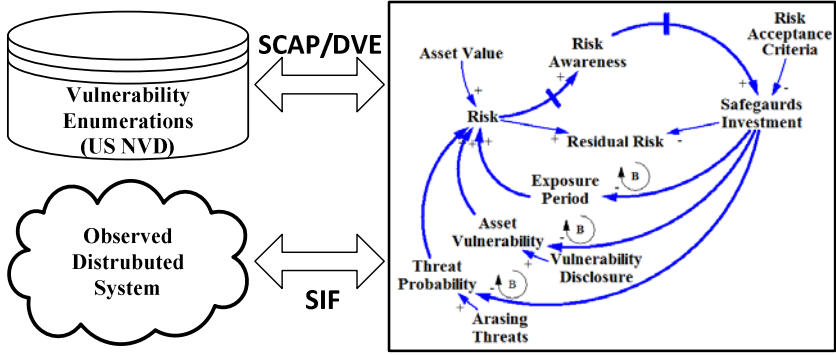 SCAP/DVE
Vulnerability
Enumerations
(US NVD)
Observed
Distrubuted
System
SIF
Risk
Acceptance
Criteria
Asset Value
Risk
Awareness
+
+
+
-
Safegaurds
Investment
Risk
+ + +
+
Residual Risk
-
Exposure
Period
-
B
Asset
Vulnerability
-
B
+
Vulnerability
Disclosure
Threat
Probability
-
B
+
Arasing
Threats